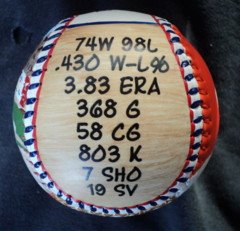 74W 98L
.430 W-L%
3.83 ERA
368 G
58 CG
803 K
7 SHO
19 SV